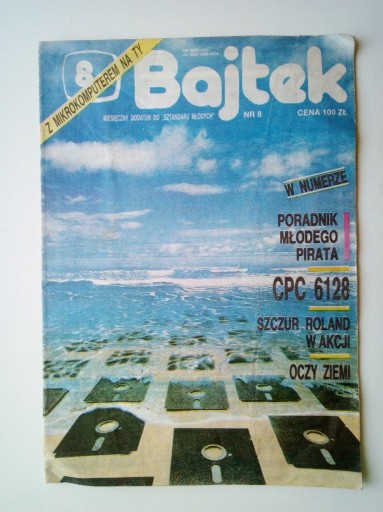 8
Z MIKROKOMPUTEREM NA TY
Bajtek
MIESIĘCZNY DODATEK DO „SZTANDARU MŁODYCH"
NR 8
CENA 100 ZŁ
W NUMERZE
PORADNIK
MŁODEGO
PIRATA
CPC 6128
SZCZUR ROLAND
W AKCJI
OCZY ZIEMI